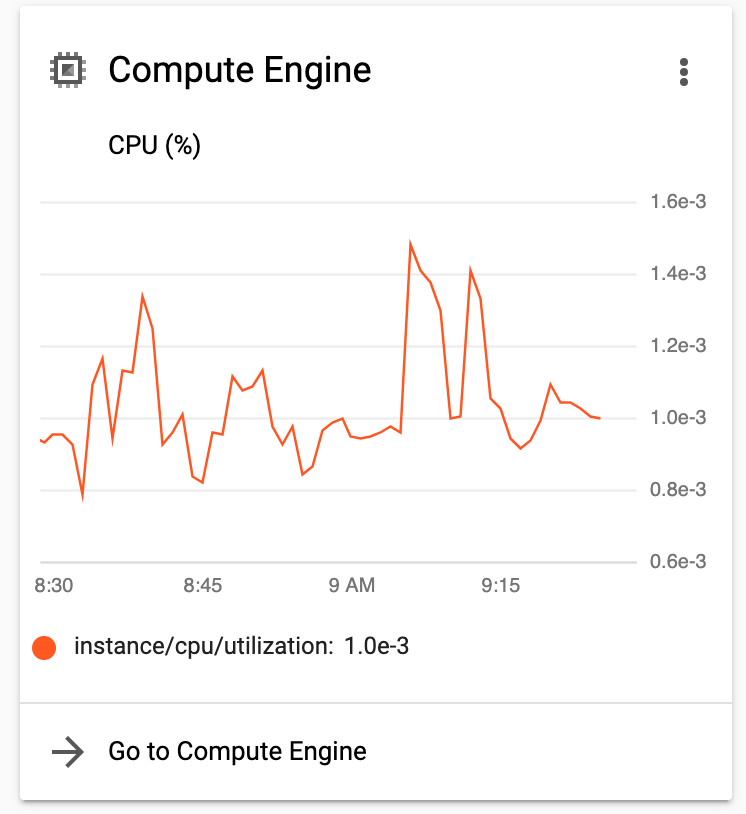 Compute Engine
CPU (%)
1.6e-3
1.4e-3
1.2e-3
1.0e-3
0.8e-3
0.6e-3
8:30 8:45 9 AM 9:15
instance/cpu/utilization: 1.0e-3
Go to Compute Engine